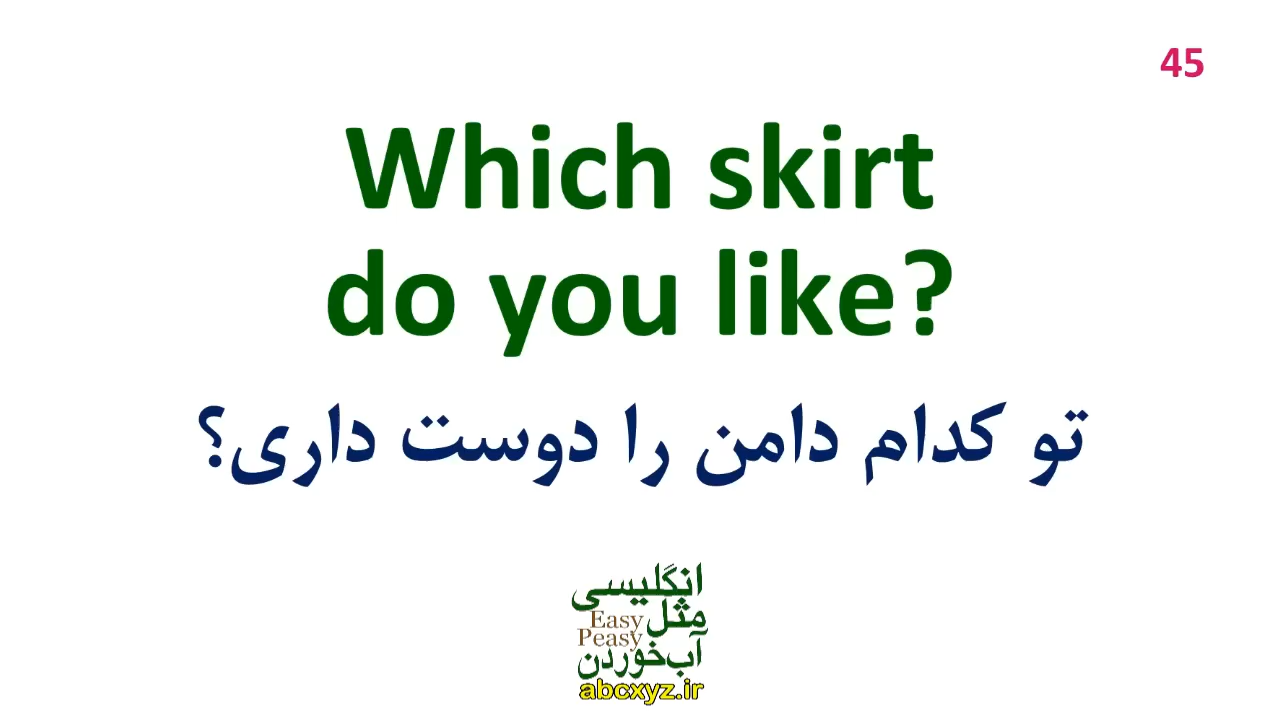 45
Which skirt
do you like?
تو کدام دامن را دوست داری؟
انگلیسی
مثل
Easy
Peasy
آب‌خوردن
abcxyz.ir